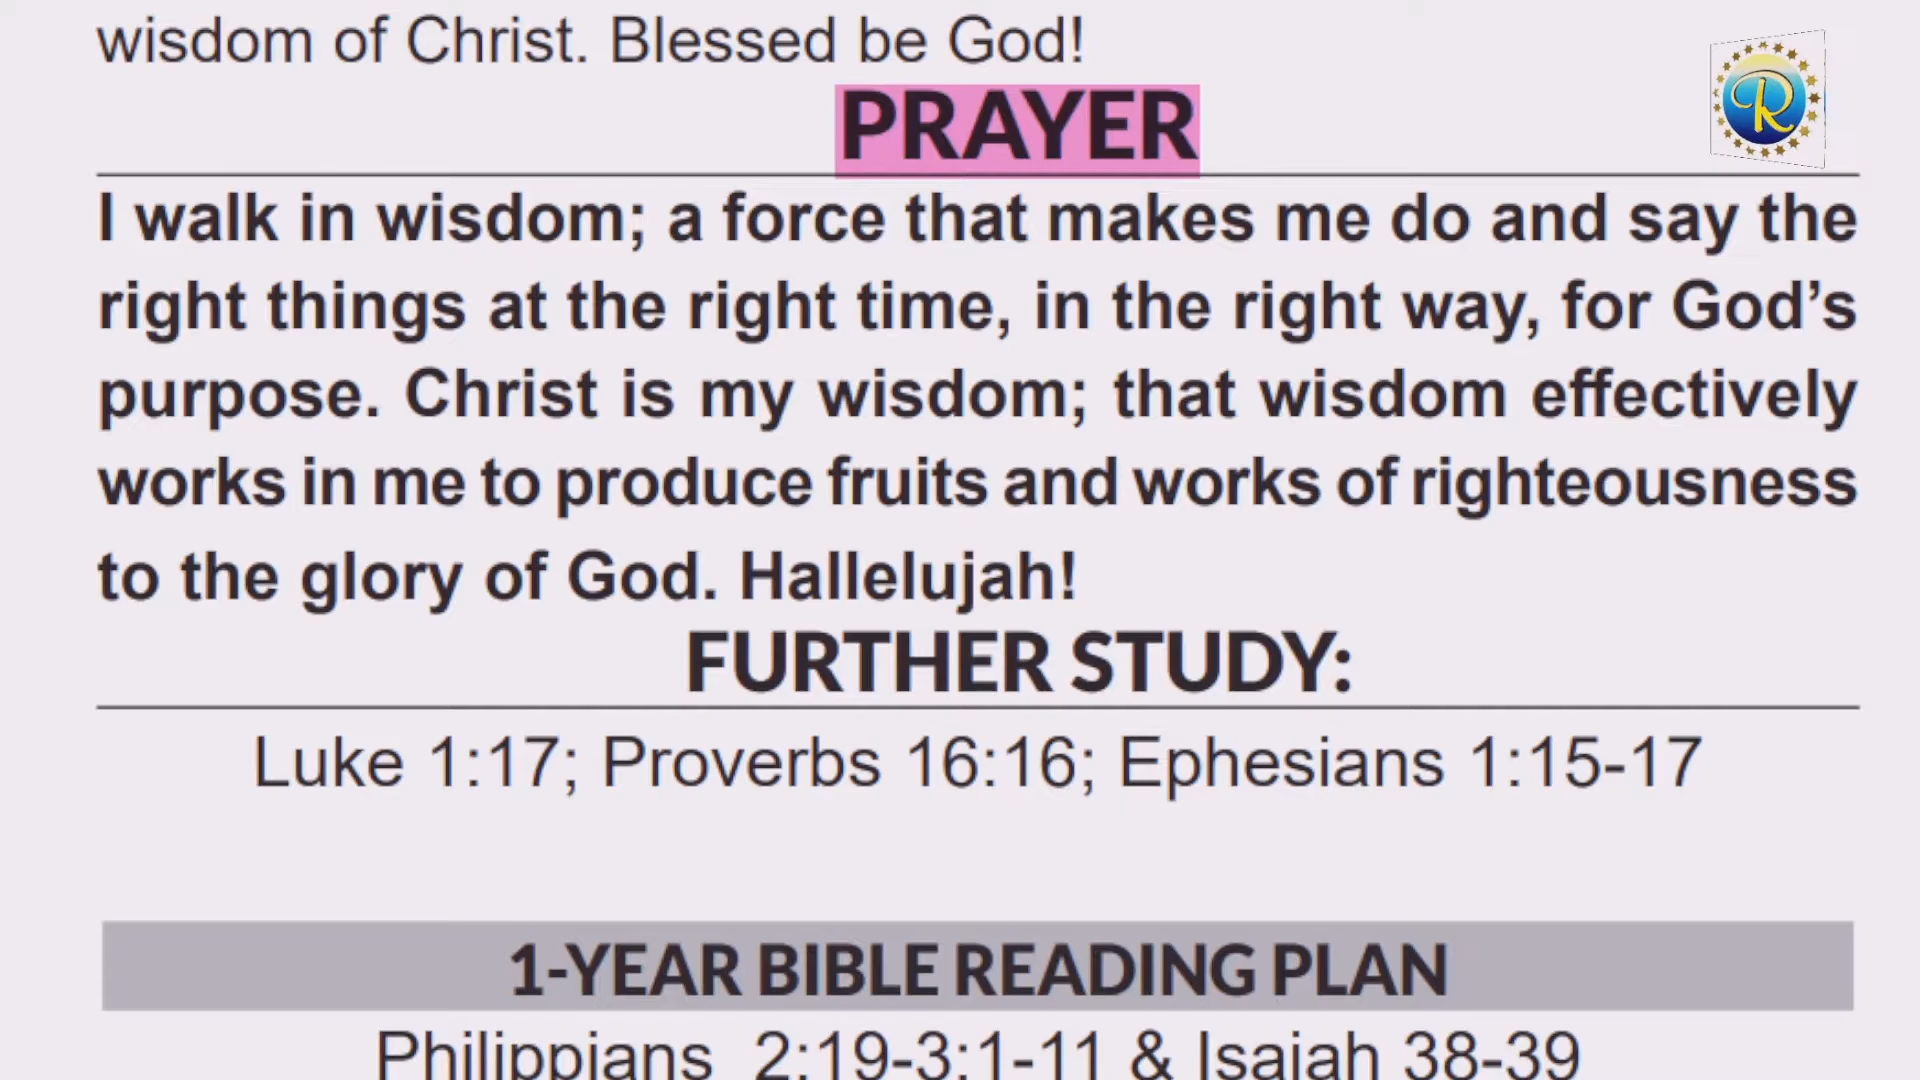 wisdom of Christ. Blessed be God!
PRAYER
R
I walk in wisdom; a force that makes me do and say the
right things at the right time, in the right way, for God’s
purpose. Christ is my wisdom; that wisdom effectively
works in me to produce fruits and works of righteousness
to the glory of God. Hallelujah!
FURTHER STUDY:
Luke 1:17; Proverbs 16:16; Ephesians 1:15-17
1-YEAR BIBLE READING PLAN
Philippians 2:19-3:1-11 & Isaiah 38-39